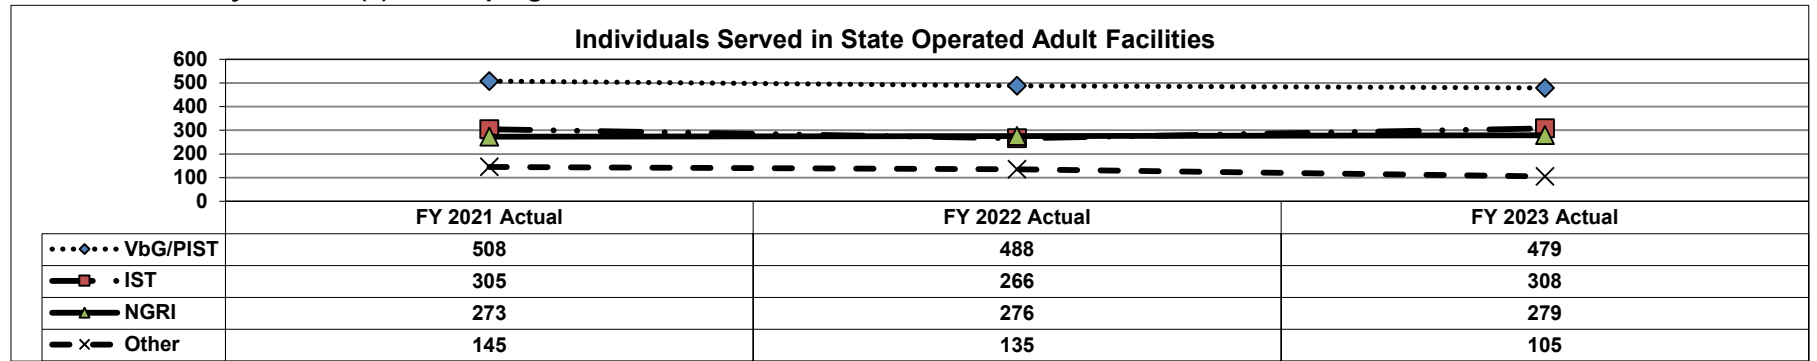 Individuals Served in State Operated Adult Facilities
600
500
400
300
200
100
0
FY 2021 Actual FY 2022 Actual FY 2023 Actual
VbG/PIST 508 488 479
IST 305 266 308
NGRI 273 276 279
Other 145 135 105